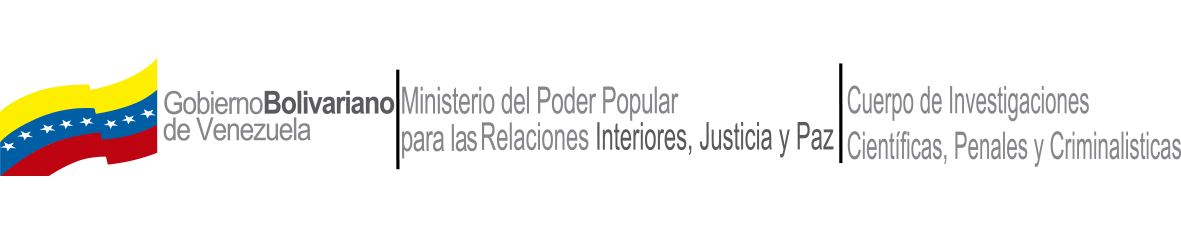 GobiernoBolivariano
de Venezuela
Ministerio del Poder Popular
para las Relaciones Interiores, Justicia y Paz
Cuerpo de Investigaciones
Científicas, Penales y Criminalisticas